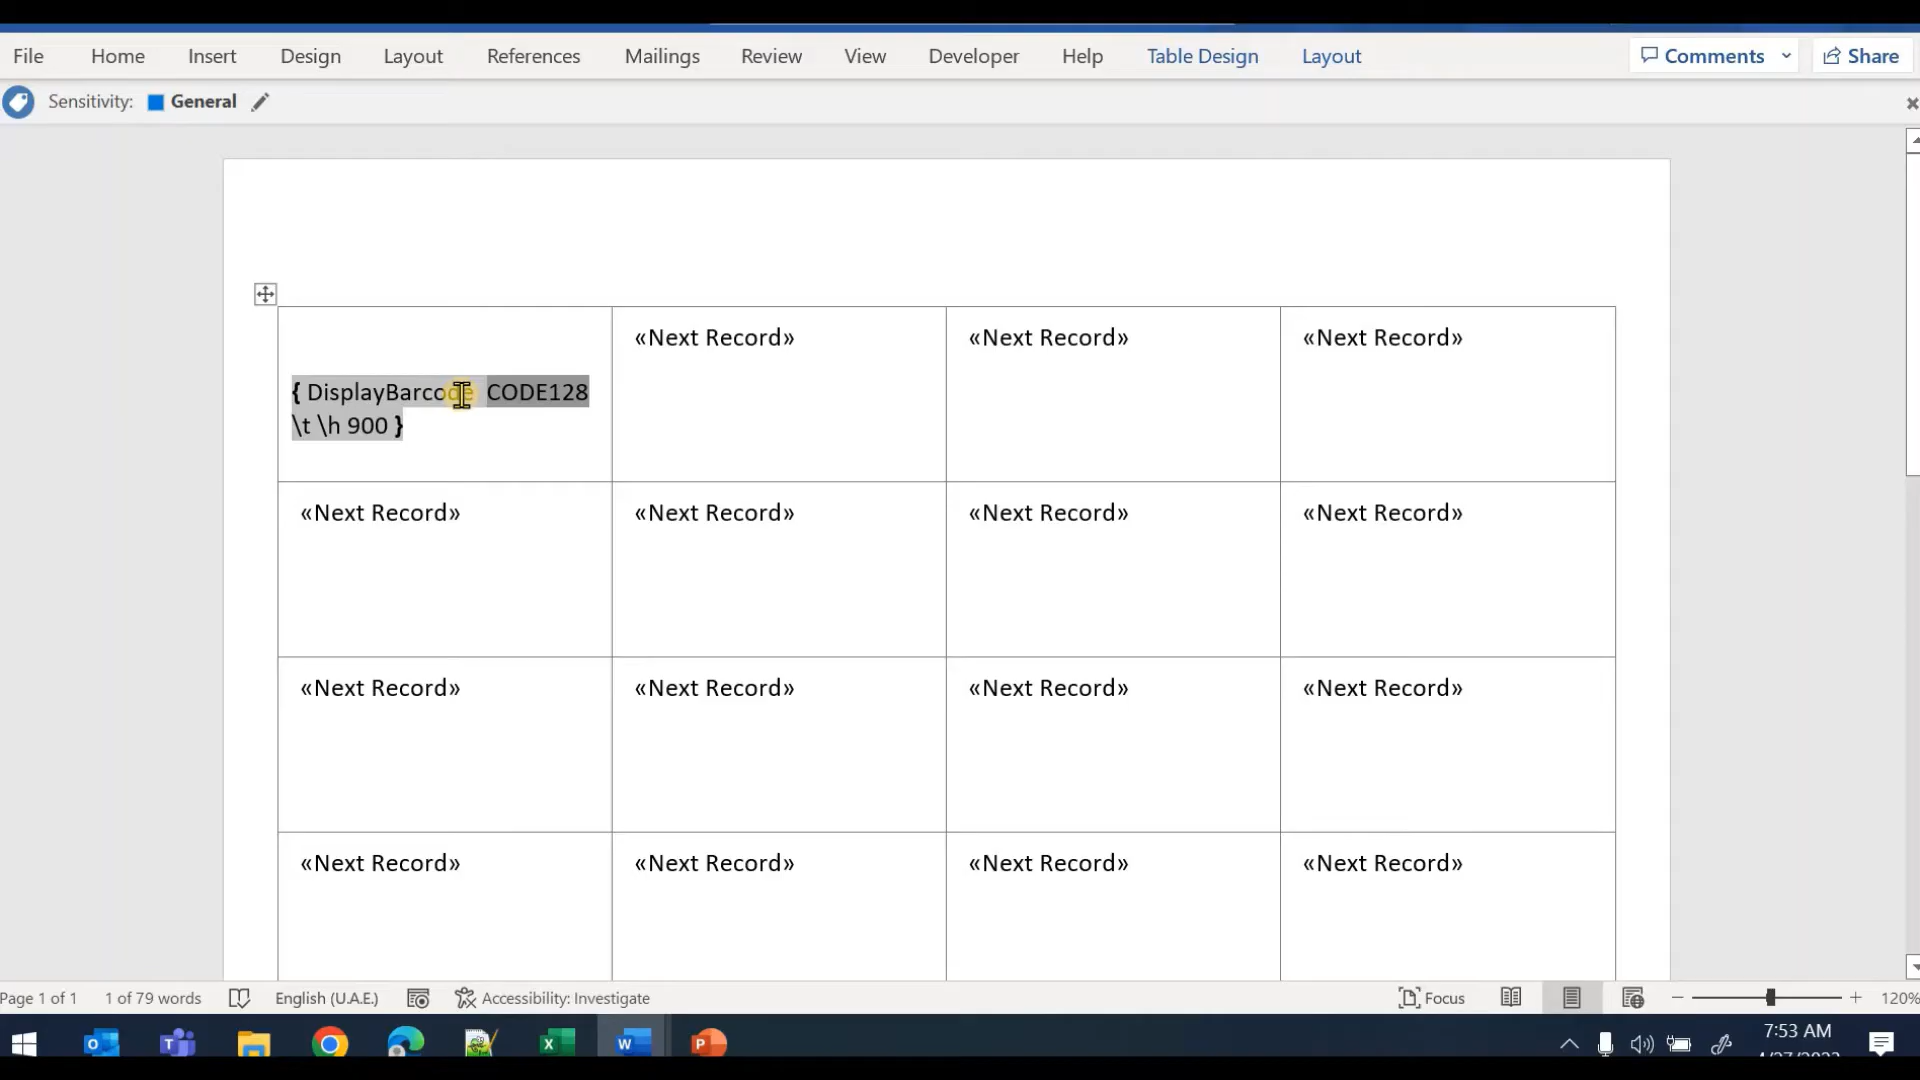 File Home Insert Design Layout References Mailings Review View Developer Help Table Design Layout Comments Share
Sensitivity: General
{ DisplayBarcode CODE128
\t \h 900 }
«Next Record» «Next Record» «Next Record»
«Next Record» «Next Record» «Next Record» «Next Record»
«Next Record» «Next Record» «Next Record» «Next Record»
«Next Record» «Next Record» «Next Record» «Next Record»
Page 1 of 1 1 of 79 words English (U.A.E.) Accessibility: Investigate Focus 120%
7:53 AM